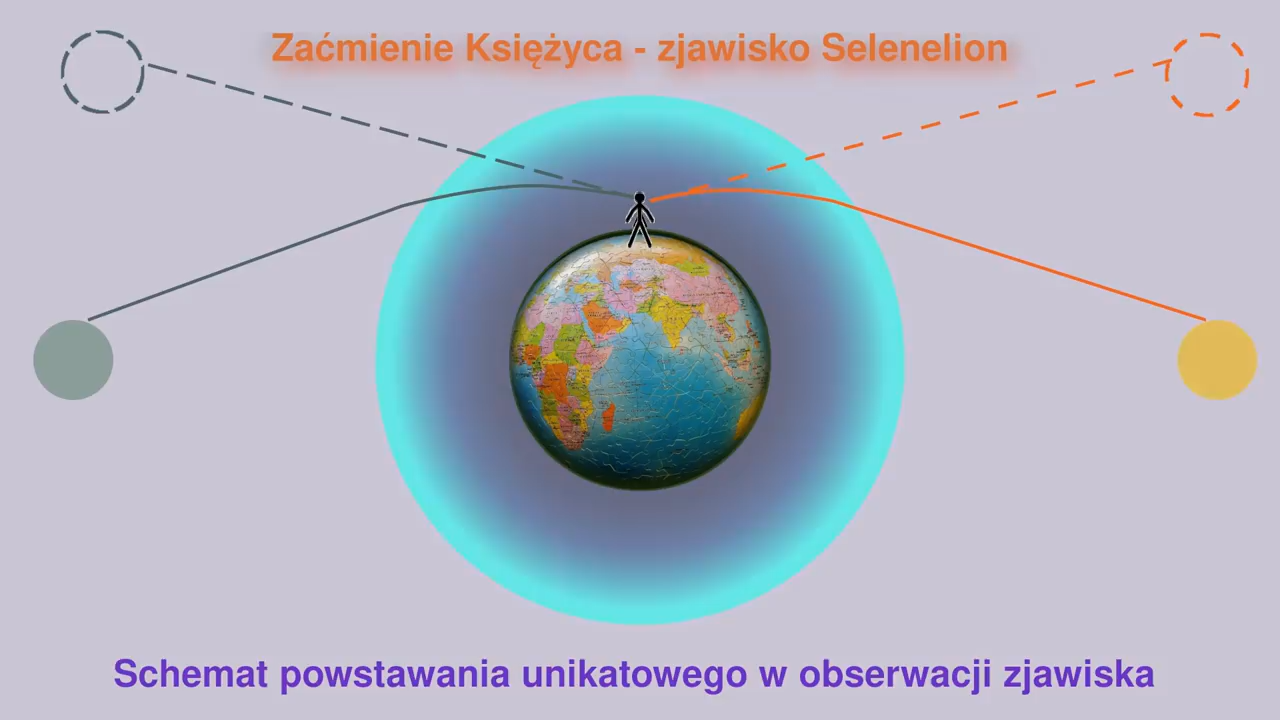 Zaćmienie Księżyca - zjawisko Selenelion
Schemat powstawania unikatowego w obserwacji zjawiska